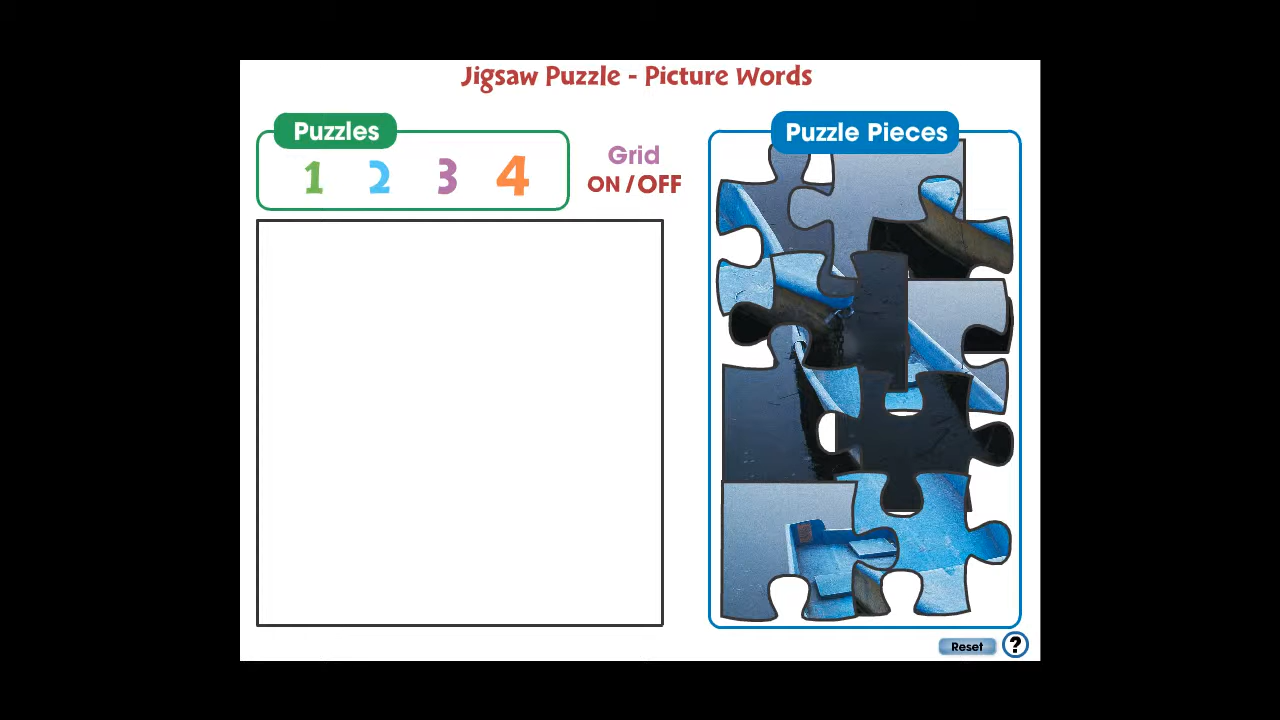 Jigsaw Puzzle - Picture Words
Puzzles
1 2 3 4
Grid
ON / OFF
Puzzle Pieces
Reset
?